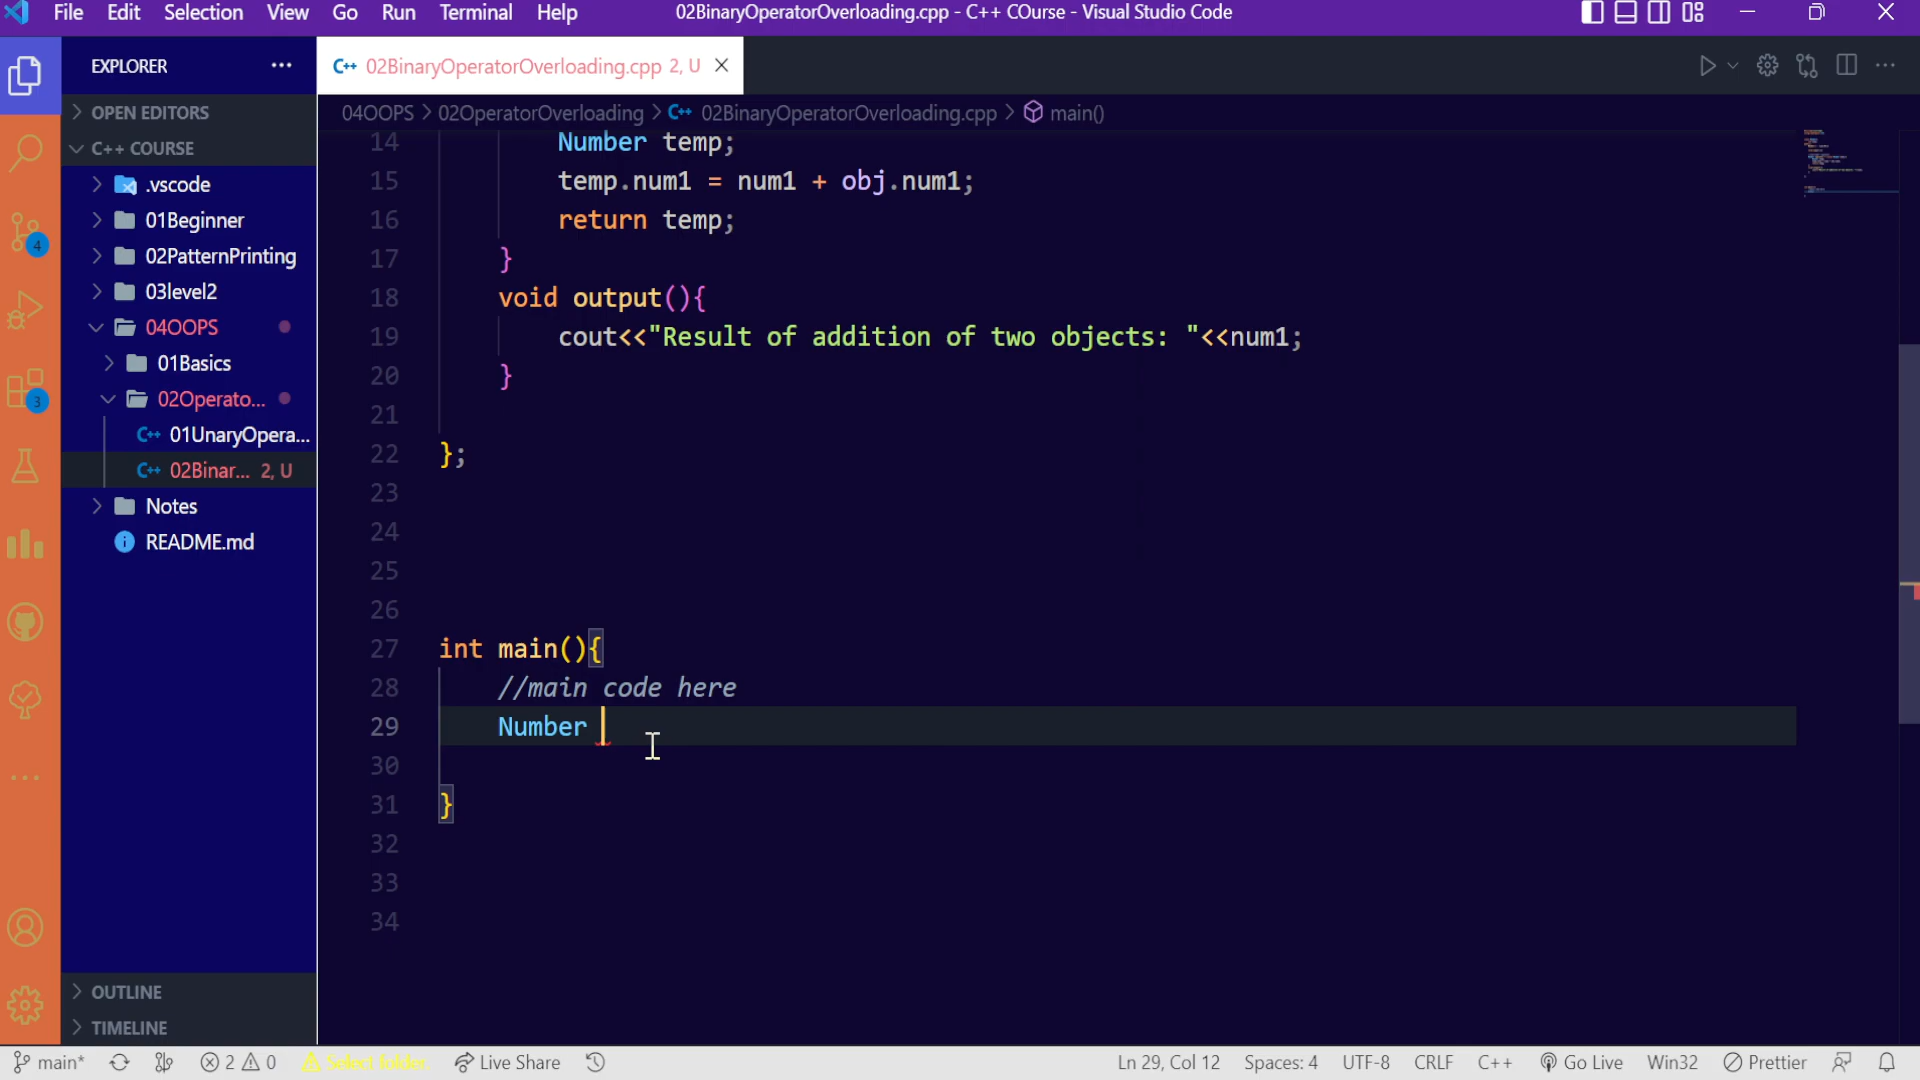 File Edit Selection View Go Run Terminal Help
02BinaryOperatorOverloading.cpp - C++ COurse - Visual Studio Code
EXPLORER
C++ 02BinaryOperatorOverloading.cpp 2, U
OPEN EDITORS
C++ COURSE
.vscode
01Beginner
02PatternPrinting
03level2
04OOPS
01Basics
02Operato...
C++ 01UnaryOpera...
C++ 02Binar... 2, U
Notes
README.md
OUTLINE
TIMELINE
4
3
04OOPS > 02OperatorOverloading > C++ 02BinaryOperatorOverloading.cpp > main()
14 Number temp;
15 temp.num1 = num1 + obj.num1;
16 return temp;
17 }
18 void output(){
19 cout<<"Result of addition of two objects: "<<num1;
20 }
21
22 };
23
24
25
26
27 int main(){
28 //main code here
29 Number
30
31 }
32
33
34
main* 2 0 Select folder. Live Share Ln 29, Col 12 Spaces: 4 UTF-8 CRLF C++ Go Live Win32 Prettier